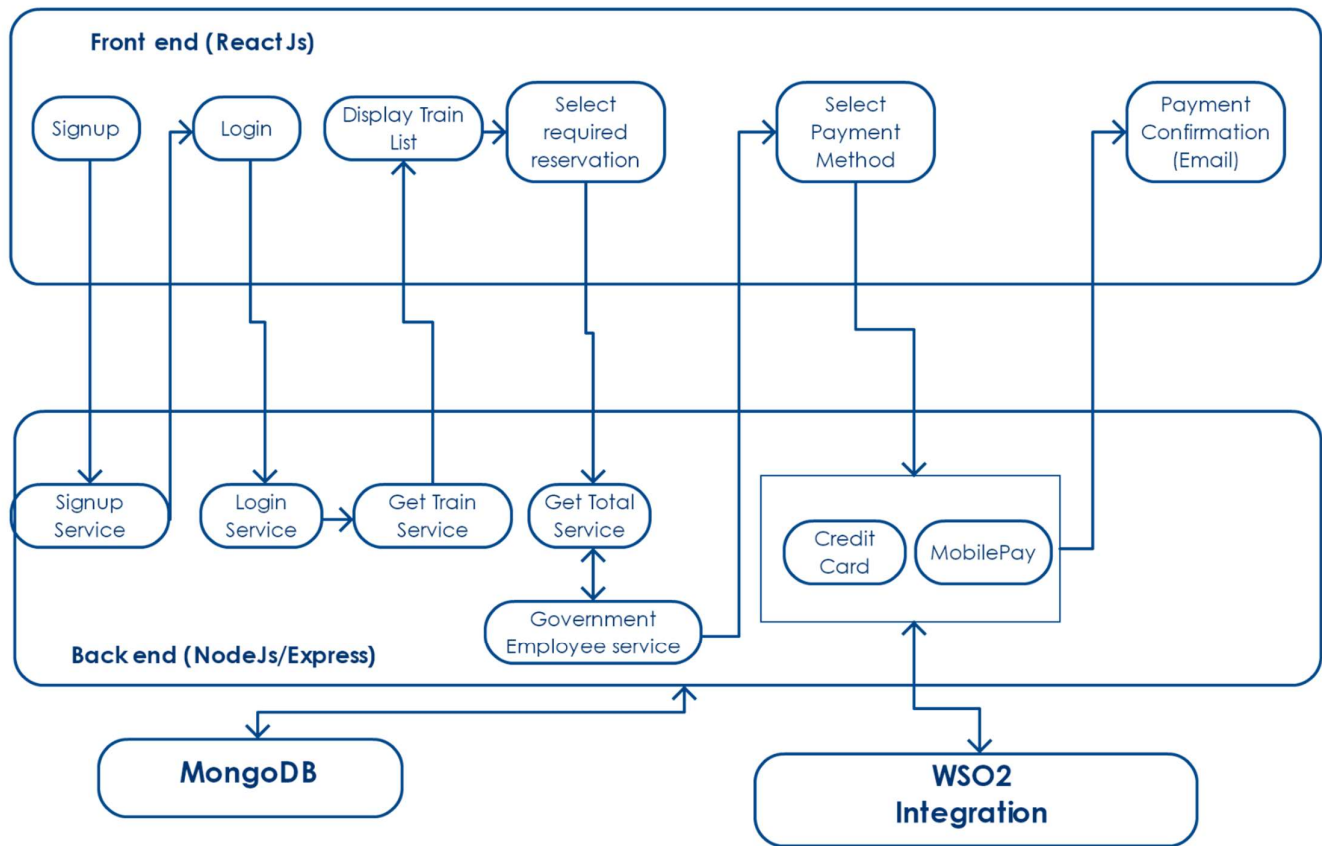 Front end (ReactJs)
Signup
Login
Display Train
List
Select
required
reservation
Select
Payment
Method
Payment
Confirmation
(Email)
Signup
Service
Login
Service
Get Train
Service
Get Total
Service
Credit
Card
MobilePay
Government
Employee service
Back end (NodeJs/Express)
MongoDB
WSO2
Integration